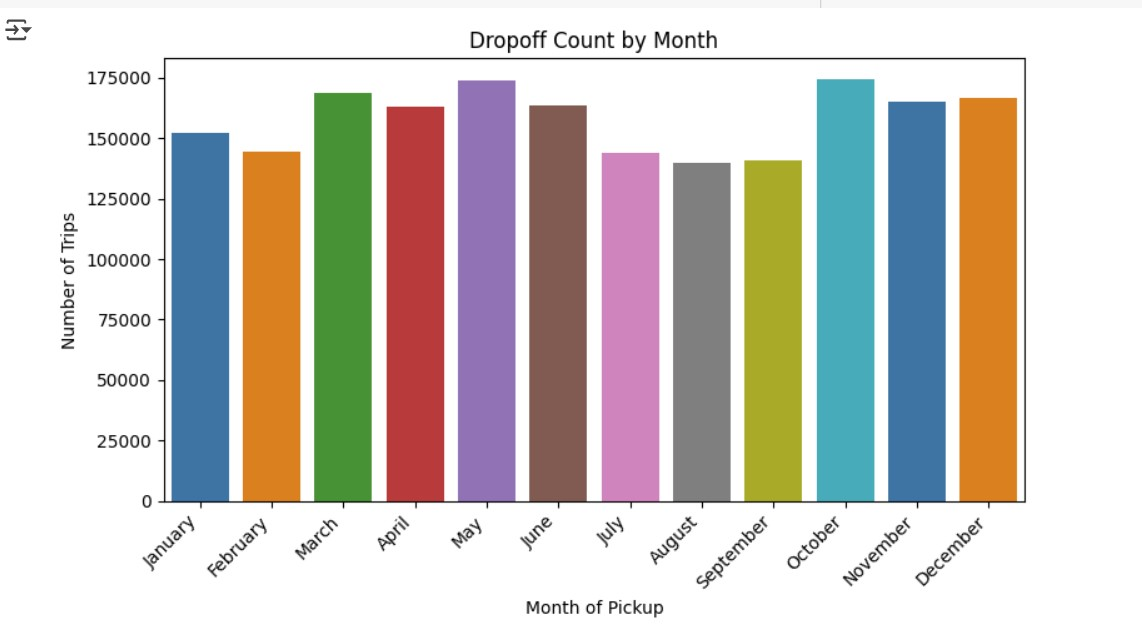 Dropoff Count by Month
175000
150000
125000
100000
75000
50000
25000
0
Number of Trips
January
February
March
April
May
June
July
August
September
October
November
December
Month of Pickup